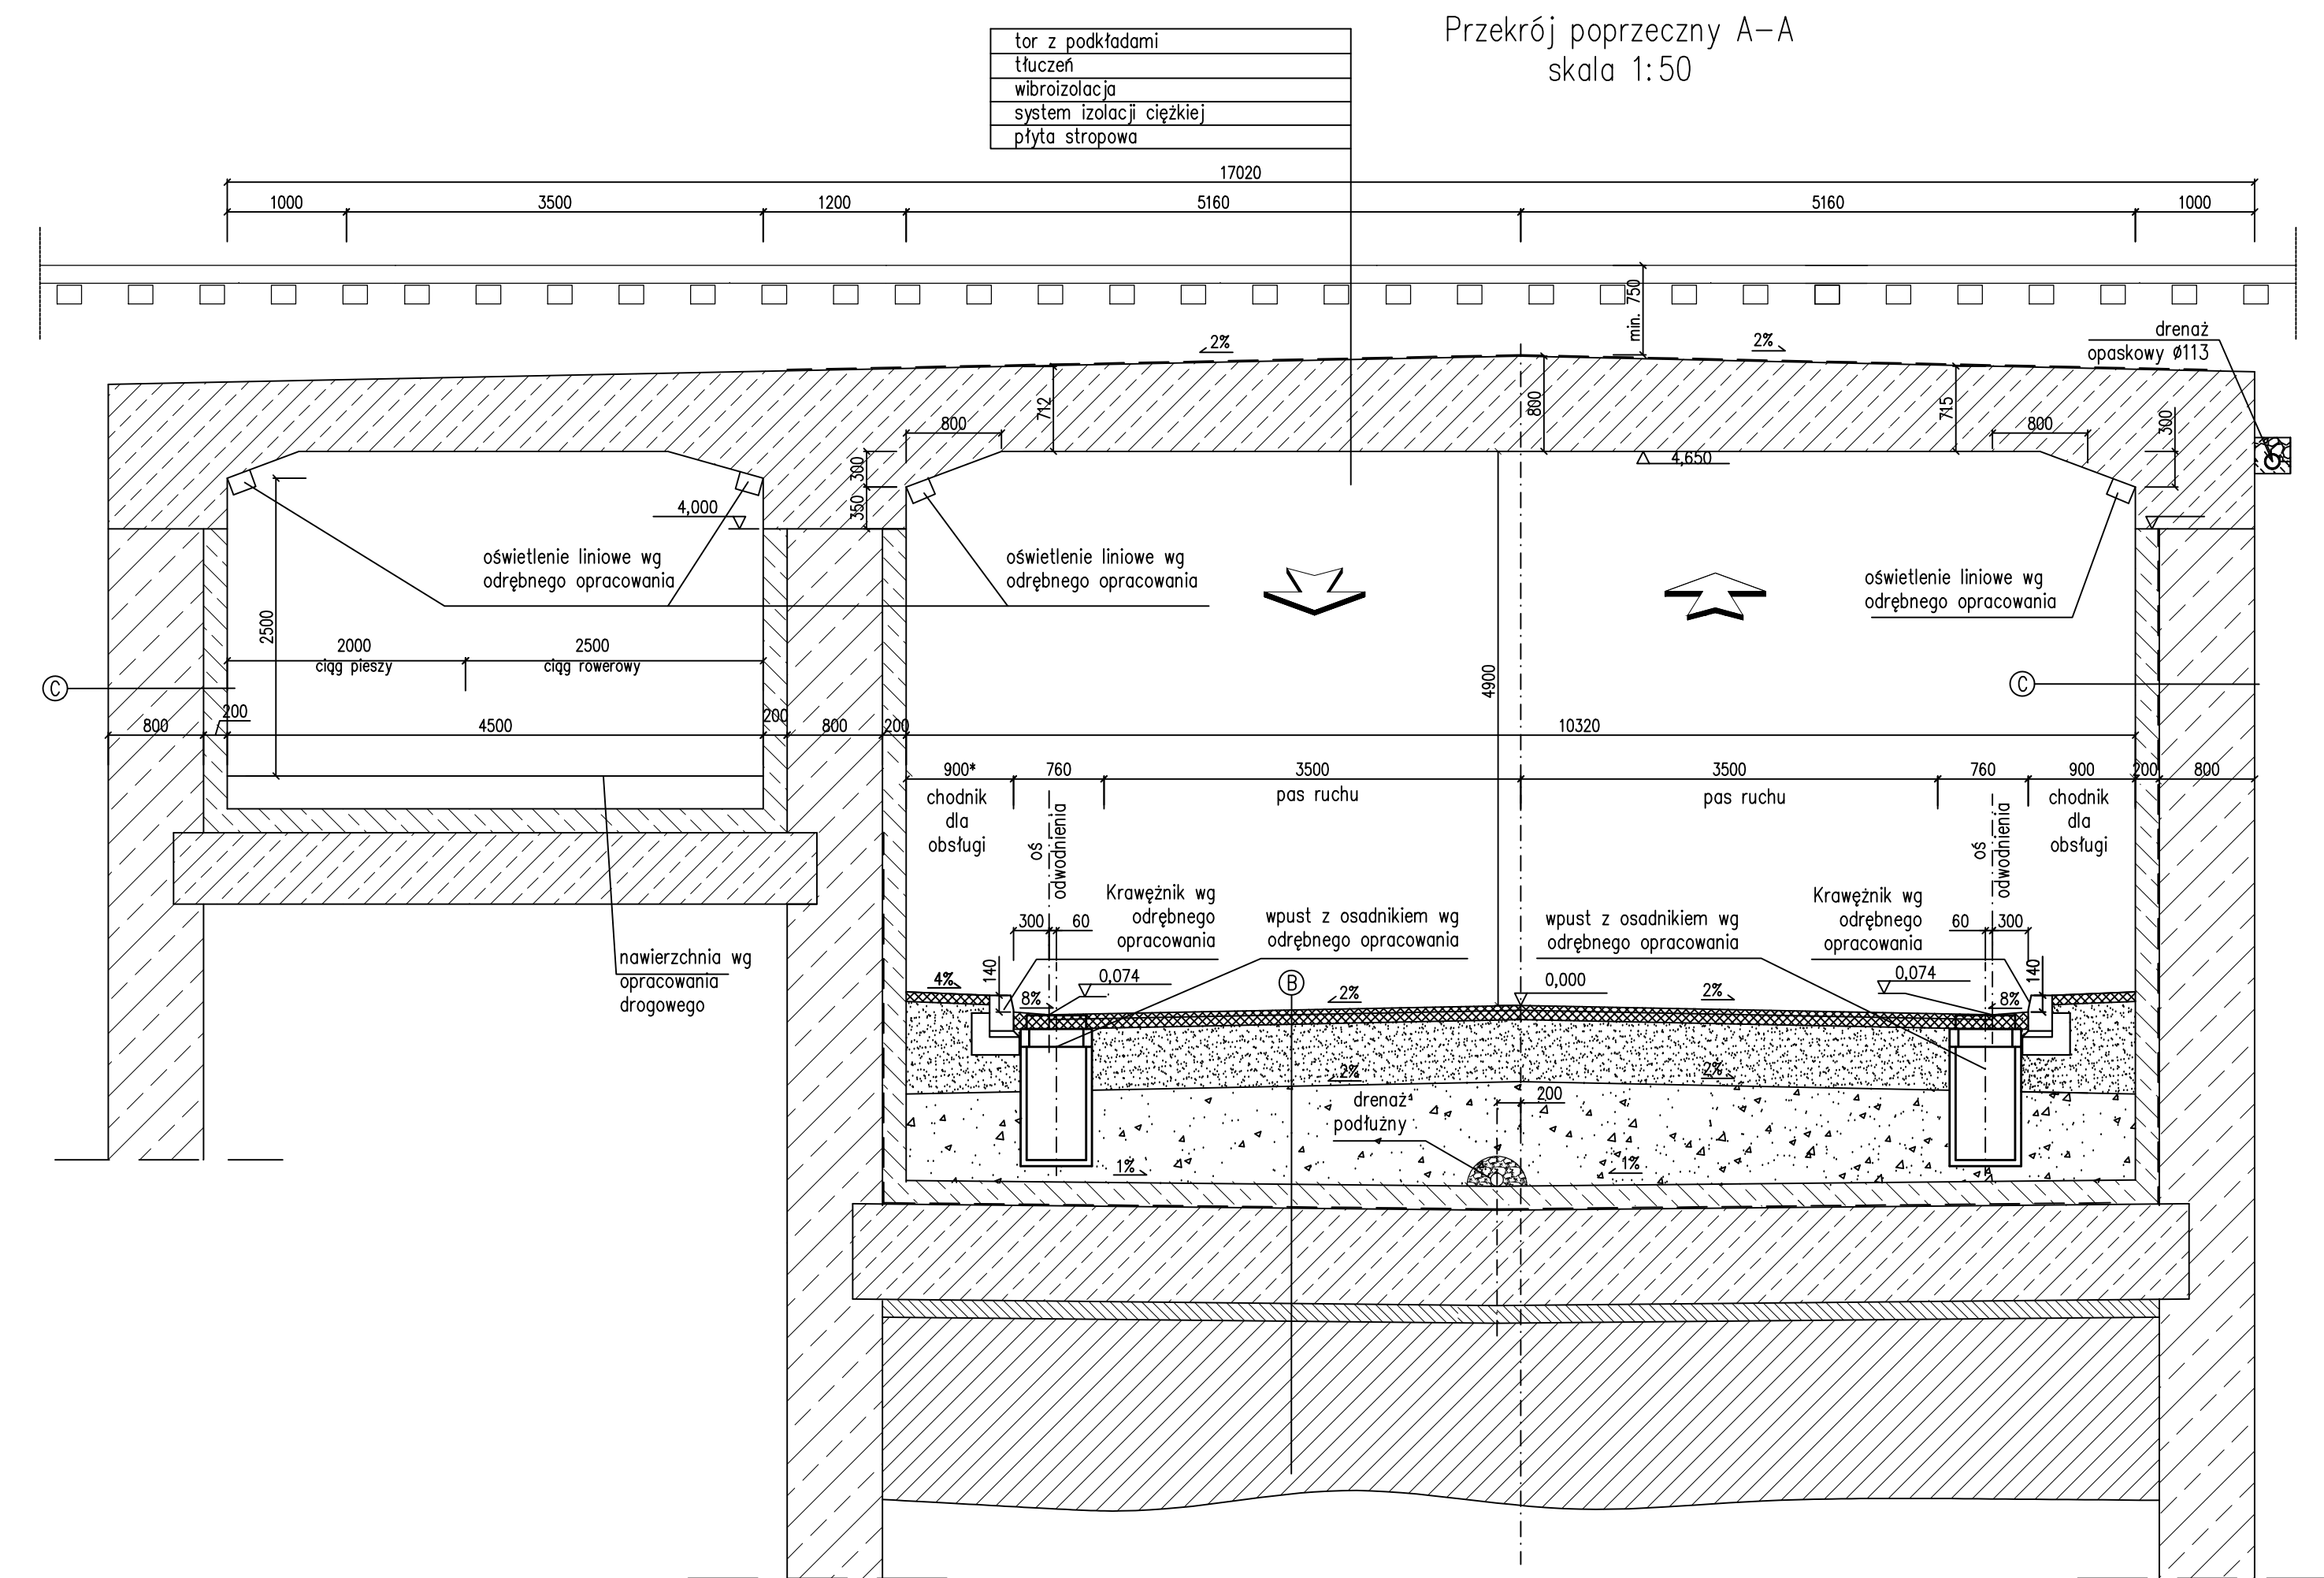 Przekrój poprzeczny A-A
skala 1:50
tor z podkładami
tłuczeń
wibroizolacja
system izolacji ciężkiej
płyta stropowa
17020
1000
3500
1200
5160
5160
1000
min. 750
2%
2%
drenaż
opaskowy ø113
712
800
715
800
800
300
300
350
4,650
4,000
oświetlenie liniowe wg
odrębnego opracowania
oświetlenie liniowe wg
odrębnego opracowania
oświetlenie liniowe wg
odrębnego opracowania
2500
2000
ciąg pieszy
2500
ciąg rowerowy
4900
C
C
800
200
4500
200
800
200
10320
900*
760
3500
3500
760
900
200
800
chodnik
dla
obsługi
pas ruchu
pas ruchu
chodnik
dla
obsługi
oś
odwodnienia
oś
odwodnienia
Krawężnik wg
odrębnego
opracowania
wpust z osadnikiem wg
odrębnego opracowania
wpust z osadnikiem wg
odrębnego opracowania
Krawężnik wg
odrębnego
opracowania
300
60
60
300
nawierzchnia wg
opracowania
drogowego
140
140
4%
8%
0,074
B
2%
0,000
2%
0,074
8%
2%
2%
drenaż
podłużny
200
1%
1%